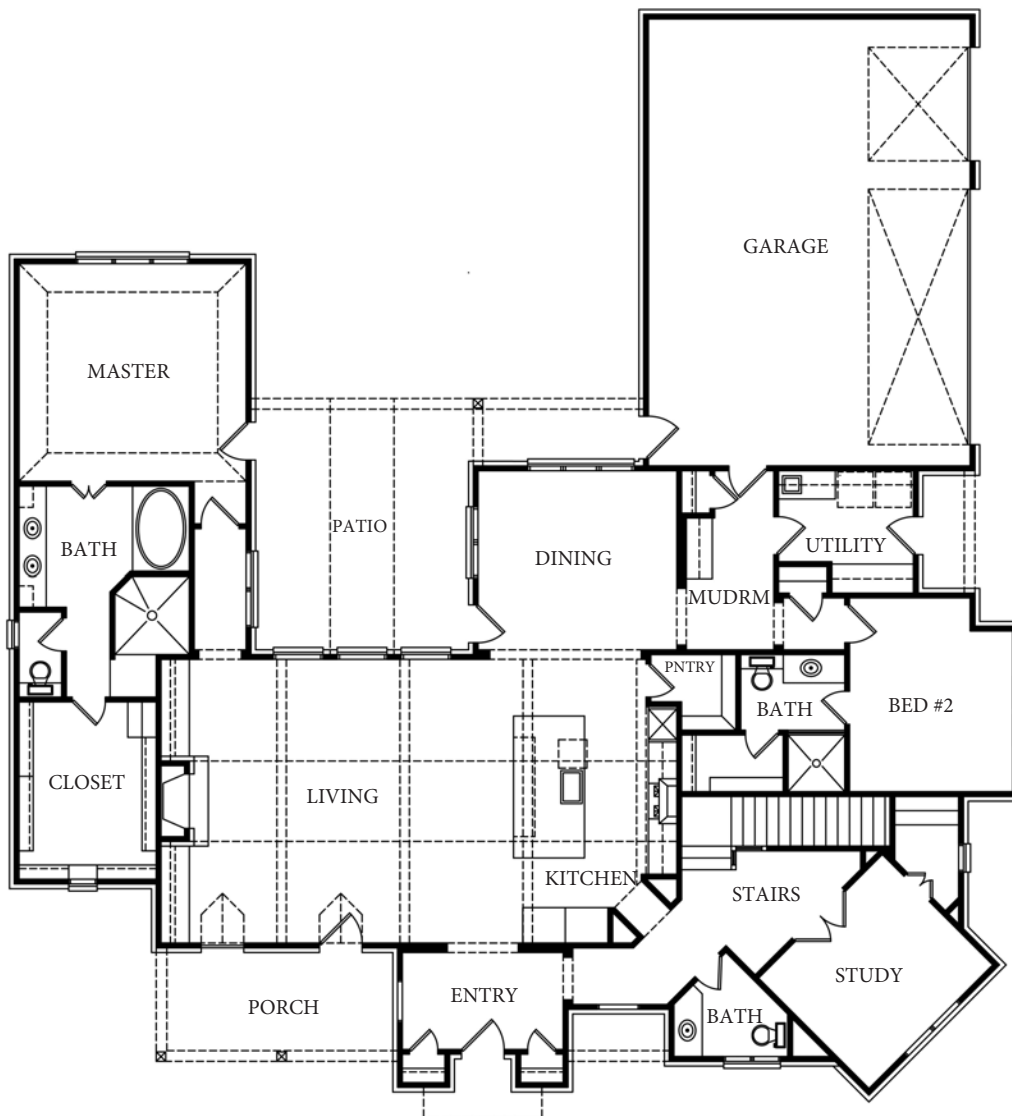 GARAGE
MASTER
PATIO
BATH
DINING
UTILITY
MUDRM
PNTRY
BED #2
BATH
CLOSET
LIVING
KITCHEN
STAIRS
STUDY
ENTRY
PORCH
BATH